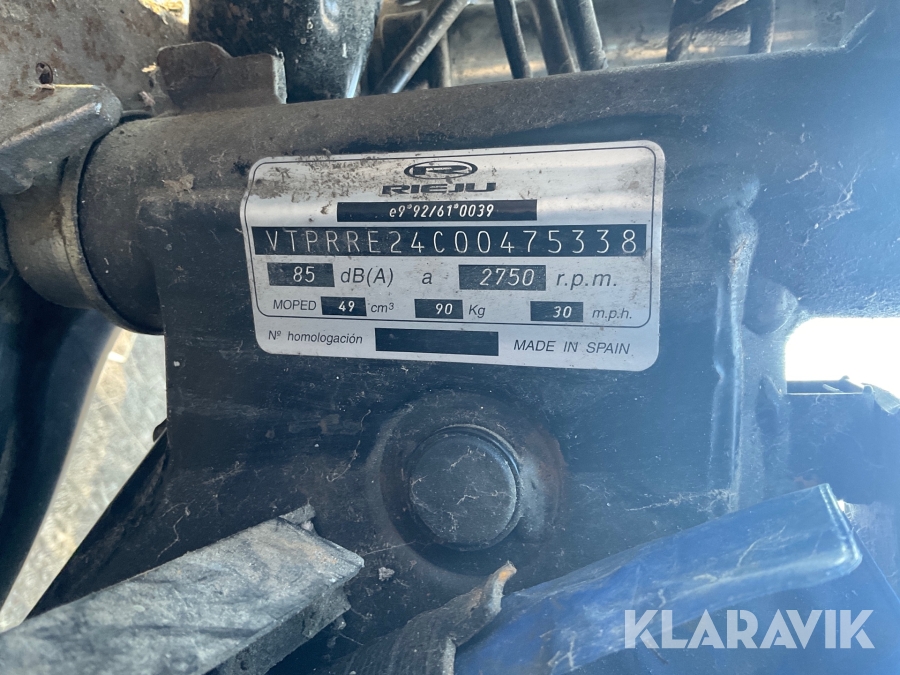 R
RIEJU
e9*92/61*0039
VTPRRE24C00475338
85 dB(A) a 2750 r.p.m.
MOPED 49 cm³ 90 Kg 30 m.p.h.
Nº homologación MADE IN SPAIN
KLARAVIK